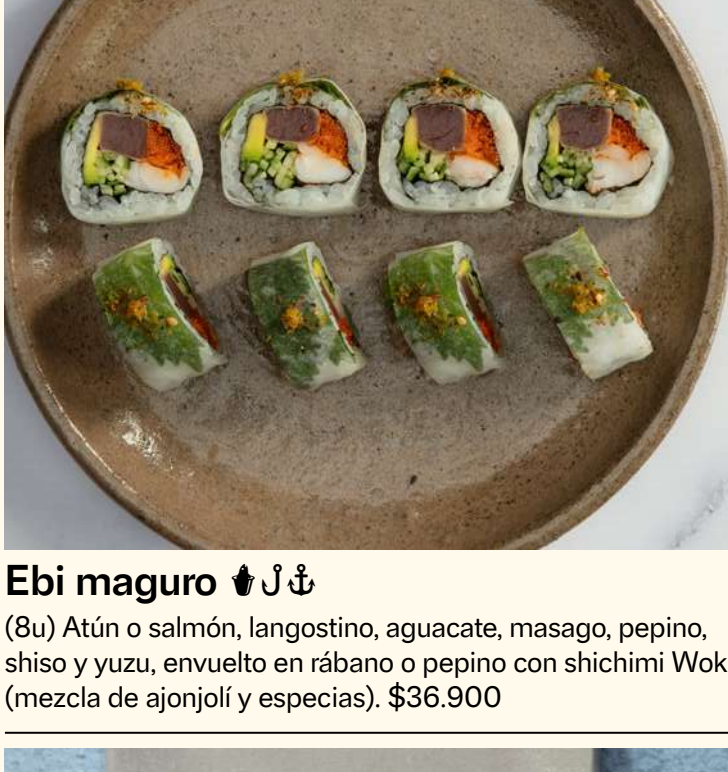 Ebi maguro
(8u) Atún o salmón, langostino, aguacate, masago, pepino,
shiso y yuzu, envuelto en rábano o pepino con shichimi Wok
(mezcla de ajonjolí y especias). $36.900